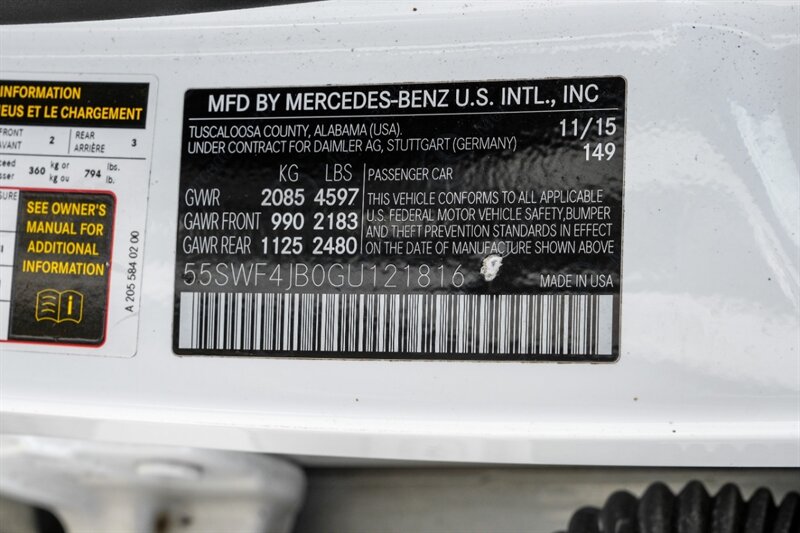 INFORMATION
NEUS ET LE CHARGEMENT
FRONT 2 REAR 3
AVANT ARRIÈRE
360 kg or 794 lbs.
kg ou lb.
SEE OWNER'S
MANUAL FOR
ADDITIONAL
INFORMATION
A 205 584 02 00
MFD BY MERCEDES-BENZ U.S. INTL., INC
TUSCALOOSA COUNTY, ALABAMA (USA). 11/15
UNDER CONTRACT FOR DAIMLER AG, STUTTGART (GERMANY) 149
KG LBS PASSENGER CAR
GWWR 2085 4597 THIS VEHICLE CONFORMS TO ALL APPLICABLE
GAWR FRONT 990 2183 U.S. FEDERAL MOTOR VEHICLE SAFETY,BUMPER
AND THEFT PREVENTION STANDARDS IN EFFECT
GAWR REAR 1125 2480 ON THE DATE OF MANUFACTURE SHOWN ABOVE
55SWF4JB0GU121816 MADE IN USA